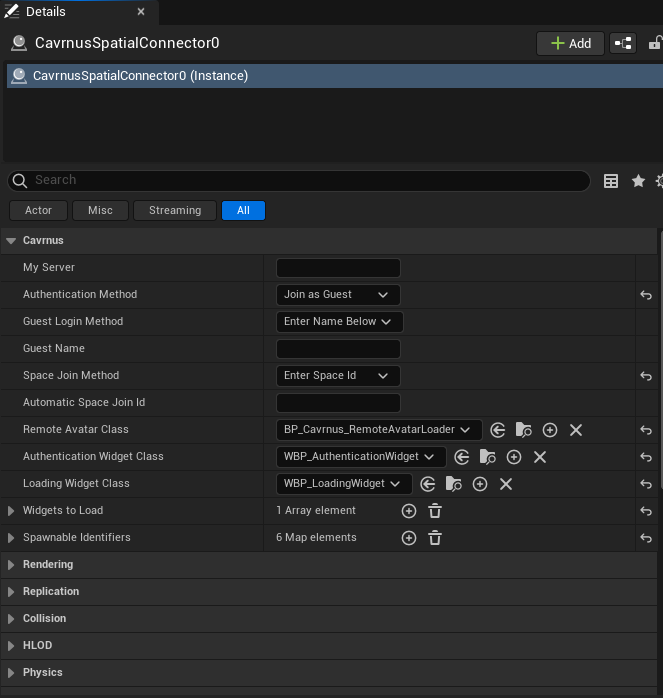 Details
CavrnusSpatialConnector0
Add
CavrnusSpatialConnector0 (Instance)
Search
Actor
Misc
Streaming
All
Cavrnus
My Server
Authentication Method
Join as Guest
Guest Login Method
Enter Name Below
Guest Name
Space Join Method
Enter Space Id
Automatic Space Join Id
Remote Avatar Class
BP_Cavrnus_RemoteAvatarLoader
Authentication Widget Class
WBP_AuthenticationWidget
Loading Widget Class
WBP_LoadingWidget
Widgets to Load
1 Array element
Spawnable Identifiers
6 Map elements
Rendering
Replication
Collision
HLOD
Physics